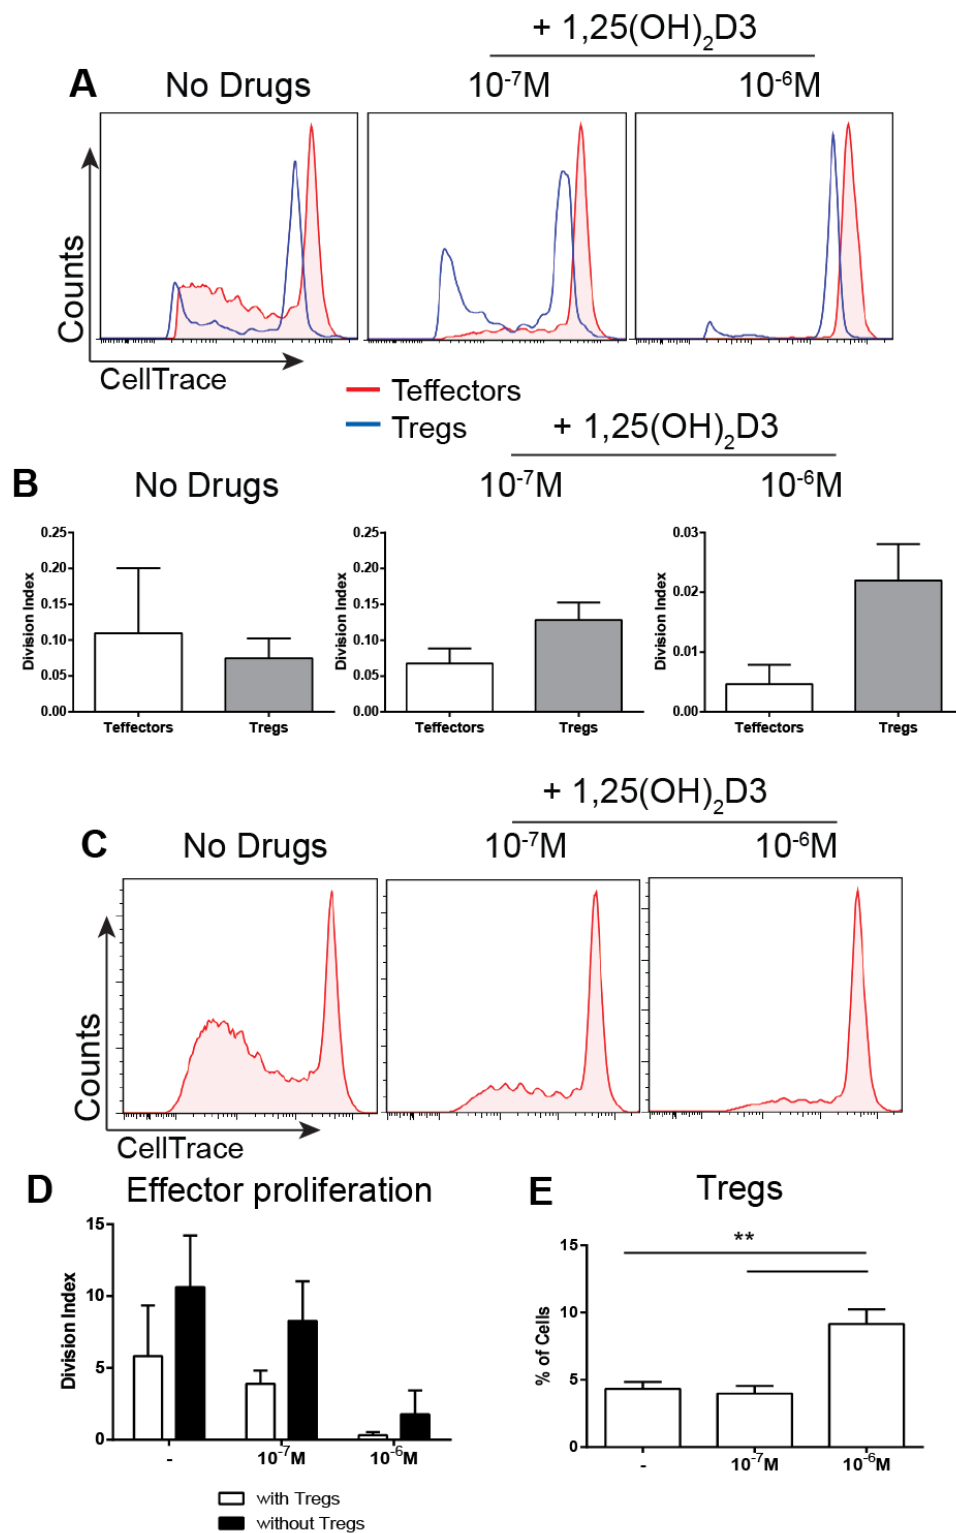 + 1,25(OH)₂D3
A No Drugs 10⁻⁷M 10⁻⁶M
Counts
CellTrace
Teffectors
Tregs
+ 1,25(OH)₂D3
B No Drugs 10⁻⁷M 10⁻⁶M
Division Index
0.25
0.20
0.15
0.10
0.05
0.00
Teffectors Tregs
Division Index
0.25
0.20
0.15
0.10
0.05
0.00
Teffectors Tregs
Division Index
0.03
0.02
0.01
0.00
Teffectors Tregs
+ 1,25(OH)₂D3
C No Drugs 10⁻⁷M 10⁻⁶M
Counts
CellTrace
D Effector proliferation
Division Index
15
10
5
0
- 10⁻⁷M 10⁻⁶M
with Tregs
without Tregs
E Tregs
% of Cells
15
10
5
0
**
- 10⁻⁷M 10⁻⁶M